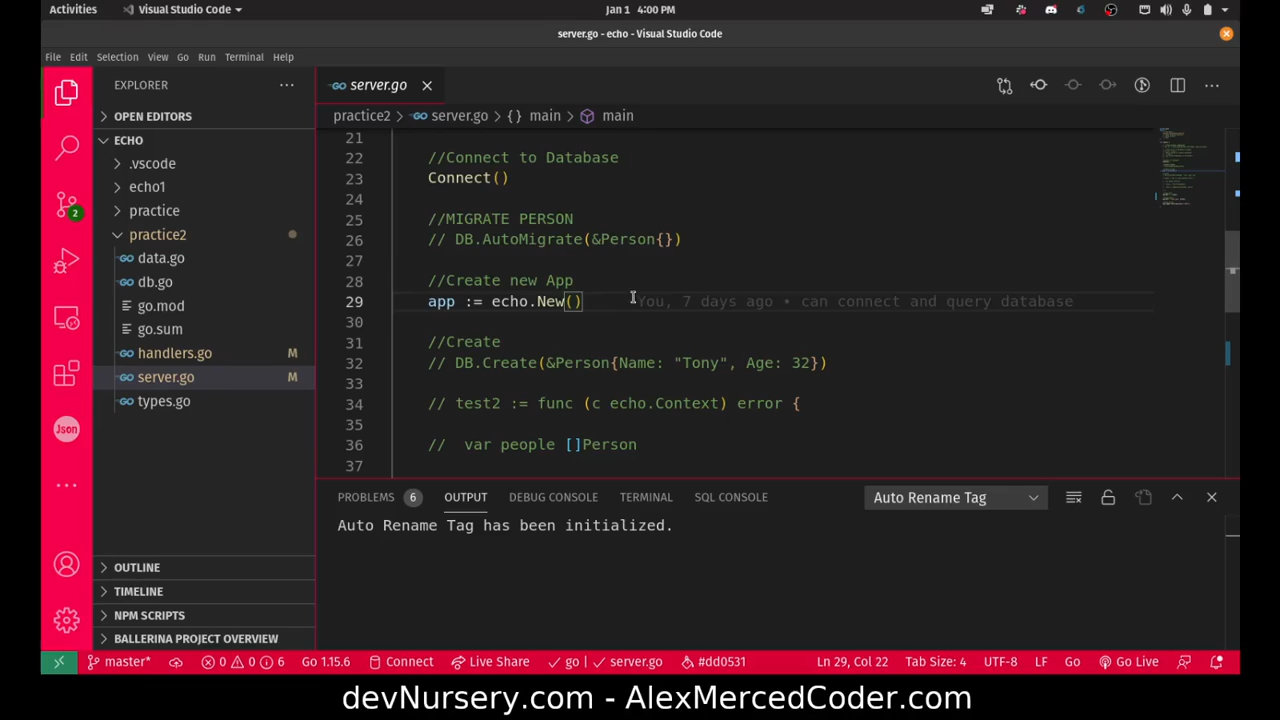 Activities
Visual Studio Code
Jan 1 4:00 PM
server.go - echo - Visual Studio Code
File Edit Selection View Go Run Terminal Help
EXPLORER
OPEN EDITORS
ECHO
.vscode
echo1
practice
practice2
data.go
db.go
go.mod
go.sum
handlers.go M
server.go M
types.go
OUTLINE
TIMELINE
NPM SCRIPTS
BALLERINA PROJECT OVERVIEW
2
Json
server.go
practice2 > server.go > {} main > main
21
22 //Connect to Database
23 Connect()
24
25 //MIGRATE PERSON
26 // DB.AutoMigrate(&Person{})
27
28 //Create new App
29 app := echo.New() You, 7 days ago • can connect and query database
30
31 //Create
32 // DB.Create(&Person{Name: "Tony", Age: 32})
33
34 // test2 := func (c echo.Context) error {
35
36 // var people []Person
37
PROBLEMS 6 OUTPUT DEBUG CONSOLE TERMINAL SQL CONSOLE Auto Rename Tag
Auto Rename Tag has been initialized.
master* 0 0 6 Go 1.15.6 Connect Live Share go | server.go #dd0531 Ln 29, Col 22 Tab Size: 4 UTF-8 LF Go Go Live
devNursery.com - AlexMercedCoder.com